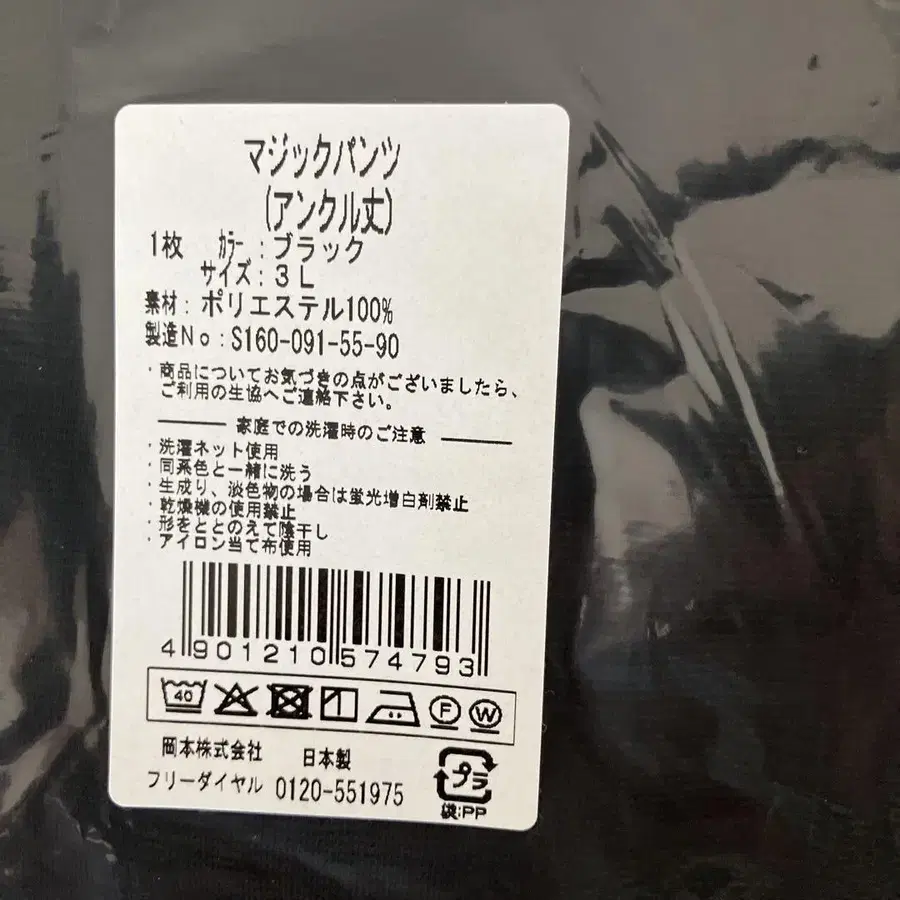 マジックパンツ
(アンクル丈)
1枚 カラー:ブラック
サイズ:3L
素材:ポリエステル100%
製造No:S160-091-55-90
・商品についてお気づきの点がございましたら、
ご利用の生協へご連絡下さい。
家庭での洗濯時のご注意
・洗濯ネット使用
・同系色と一緒に洗う
・生成り、淡色物の場合は蛍光増白剤禁止
・乾燥機の使用禁止
・形をととのえて陰干し
・アイロン当て布使用
4901210574793
40 F W
岡本株式会社 日本製
フリーダイヤル 0120-551975
プラ
袋:PP